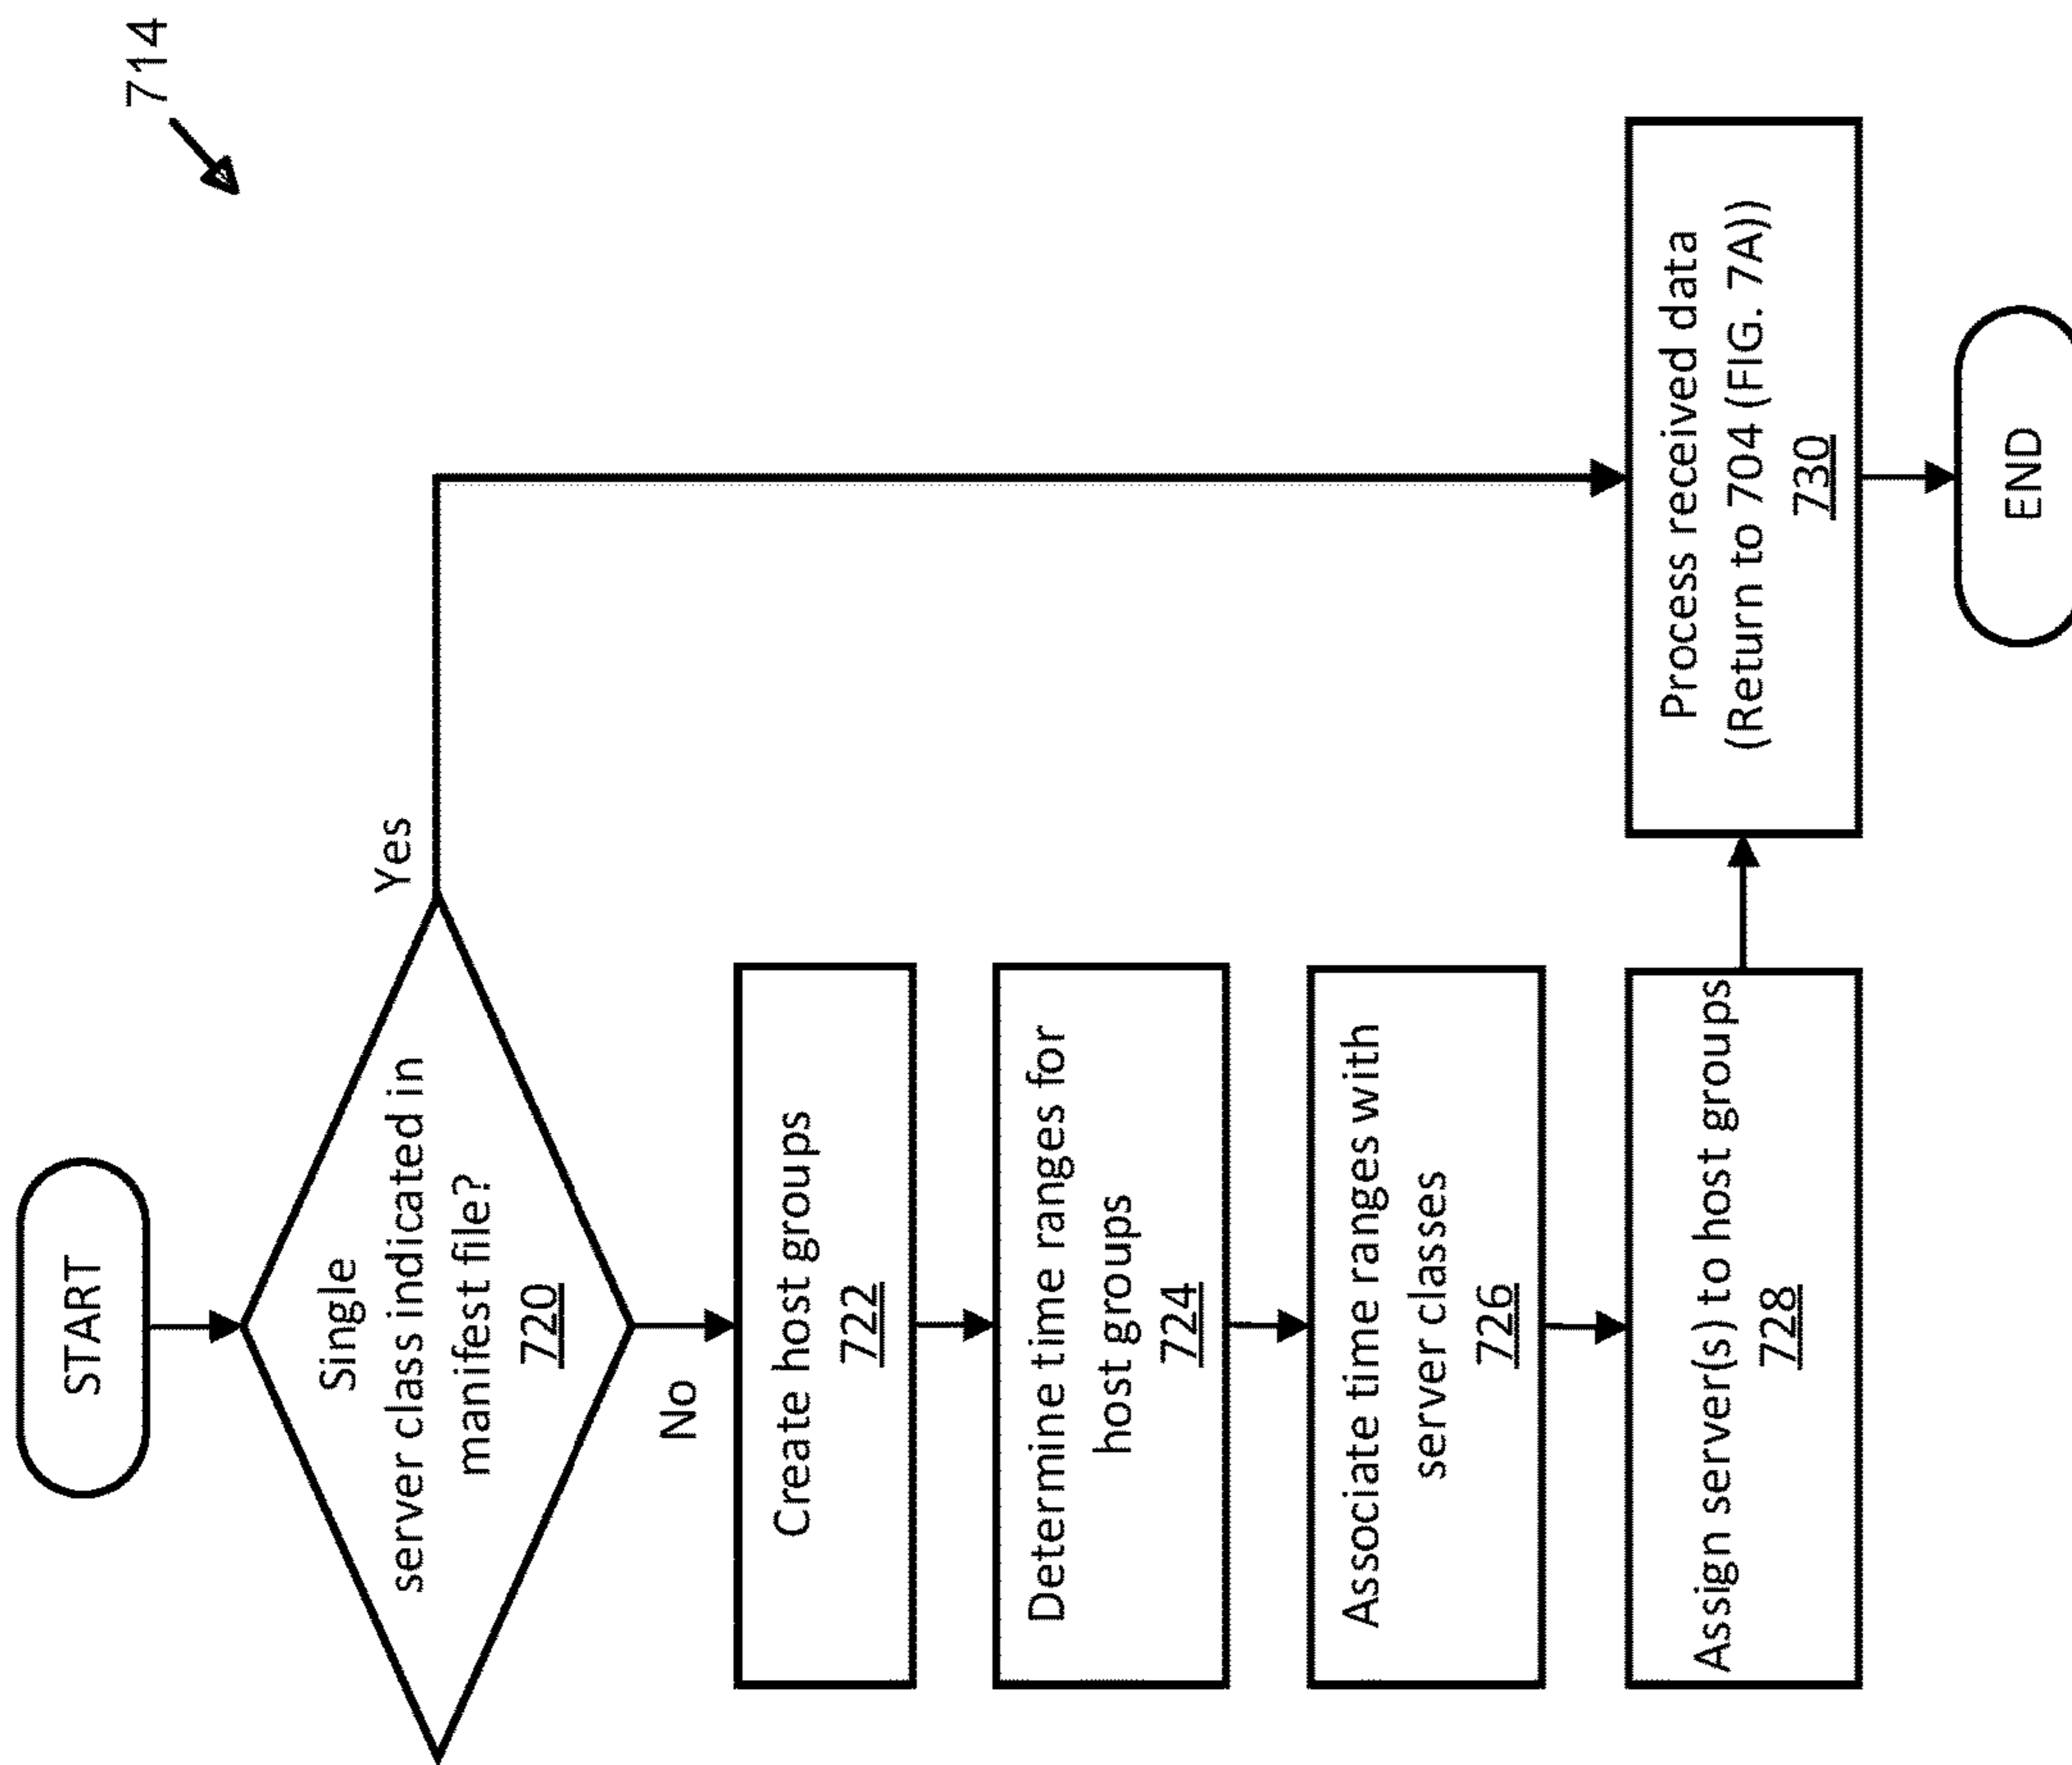 714
START
Single
server class indicated in
manifest file?
720
Yes
No
Create host groups
722
Determine time ranges for
host groups
724
Associate time ranges with
server classes
726
Assign server(s) to host groups
728
Process received data
(Return to 704 (FIG. 7A))
730
END